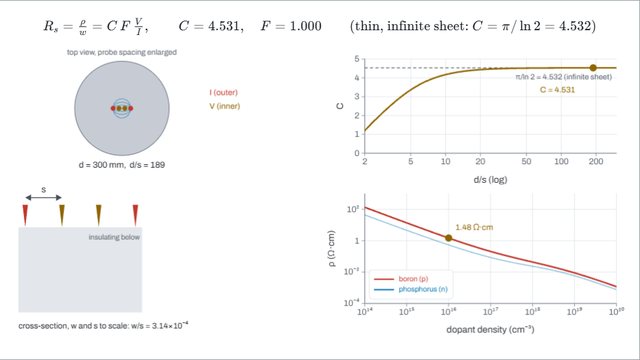 R_s = ρ/w = C F V/I, C = 4.531, F = 1.000 (thin, infinite sheet: C = π/ ln 2 = 4.532)
top view, probe spacing enlarged
I (outer)
V (inner)
d = 300 mm, d/s = 189
s
insulating below
cross-section, w and s to scale: w/s = 3.14×10⁻⁴
C
5
4
3
2
1
0
π/ln 2 = 4.532 (infinite sheet)
C = 4.531
2 5 10 20 50 100 200
d/s (log)
ρ (Ω·cm)
10²
1
10⁻²
10⁻⁴
1.48 Ω·cm
boron (p)
phosphorus (n)
10¹⁴ 10¹⁵ 10¹⁶ 10¹⁷ 10¹⁸ 10¹⁹ 10²⁰
dopant density (cm⁻³)